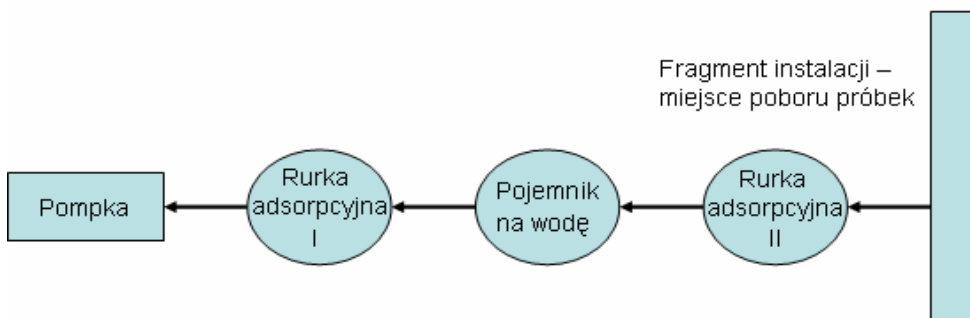 Fragment instalacji –
miejsce poboru próbek
Pompka
Rurka
adsorpcyjna
I
Pojemnik
na wodę
Rurka
adsorpcyjna
II